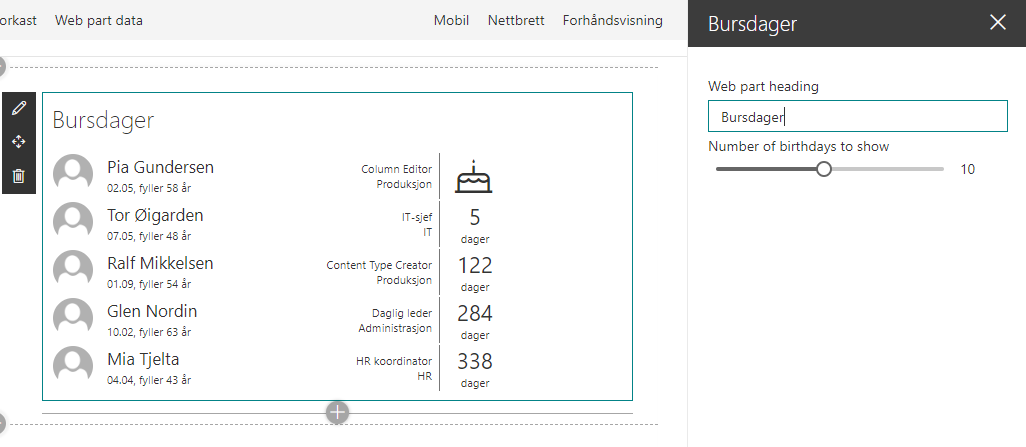 orkast Web part data Mobil Nettbrett Forhåndsvisning
Bursdager
Web part heading
Bursdager
Number of birthdays to show
10
Bursdager
Pia Gundersen
02.05, fyller 58 år
Column Editor
Produksjon
Tor Øigarden
07.05, fyller 48 år
IT-sjef
IT
5
dager
Ralf Mikkelsen
01.09, fyller 54 år
Content Type Creator
Produksjon
122
dager
Glen Nordin
10.02, fyller 63 år
Daglig leder
Administrasjon
284
dager
Mia Tjelta
04.04, fyller 43 år
HR koordinator
HR
338
dager